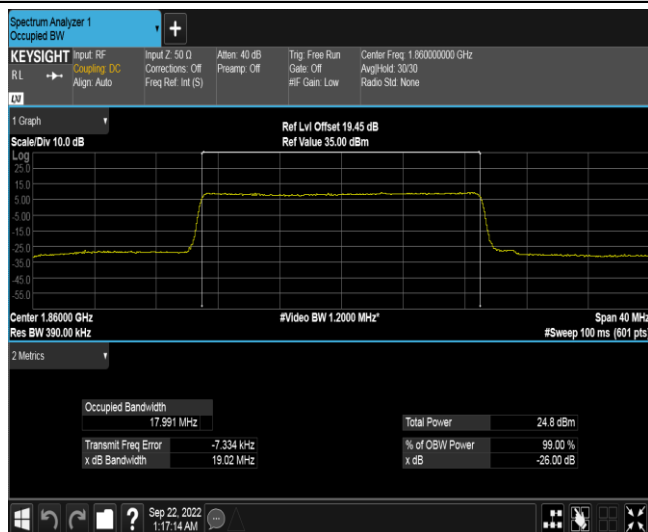 Spectrum Analyzer 1
Occupied BW
+
KEYSIGHT Input: RF Input Z: 50 Ω Atten: 40 dB Trig: Free Run Center Freq: 1.860000000 GHz
RL Coupling: DC Corrections: Off Preamp: Off Gate: Off Avg|Hold: 30/30
Align: Auto Freq Ref: Int (S) #IF Gain: Low Radio Std: None
LXI
1 Graph
Ref Lvl Offset 19.45 dB
Scale/Div 10.0 dB Ref Value 35.00 dBm
Log
25.0
15.0
5.00
-5.00
-15.0
-25.0
-35.0
-45.0
-55.0
Center 1.86000 GHz #Video BW 1.2000 MHz* Span 40 MHz
Res BW 390.00 kHz #Sweep 100 ms (601 pts)
2 Metrics
Occupied Bandwidth
17.991 MHz Total Power 24.8 dBm
Transmit Freq Error -7.334 kHz % of OBW Power 99.00 %
x dB Bandwidth 19.02 MHz x dB -26.00 dB
? Sep 22, 2022
1:17:14 AM